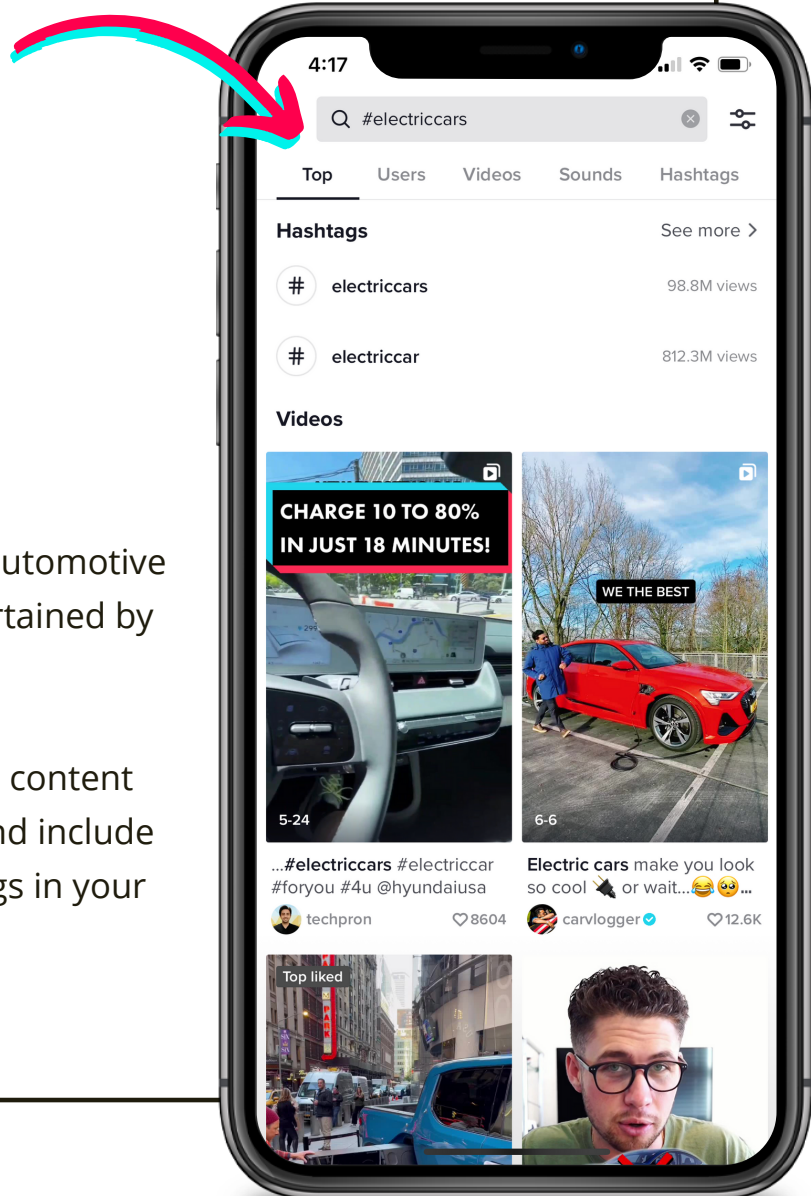 4:17
#electriccars
Top Users Videos Sounds Hashtags
Hashtags See more >
# electriccars 98.8M views
# electriccar 812.3M views
Videos
CHARGE 10 TO 80%
IN JUST 18 MINUTES!
5-24
WE THE BEST
6-6
...#electriccars #electriccar
#foryou #4u @hyundaiusa
techpron 8604
Electric cars make you look
so cool 🔌 or wait...😂🥺...
carvlogger 12.6K
Top liked
PARK
utomotive
rtained by
content
nd include
gs in your